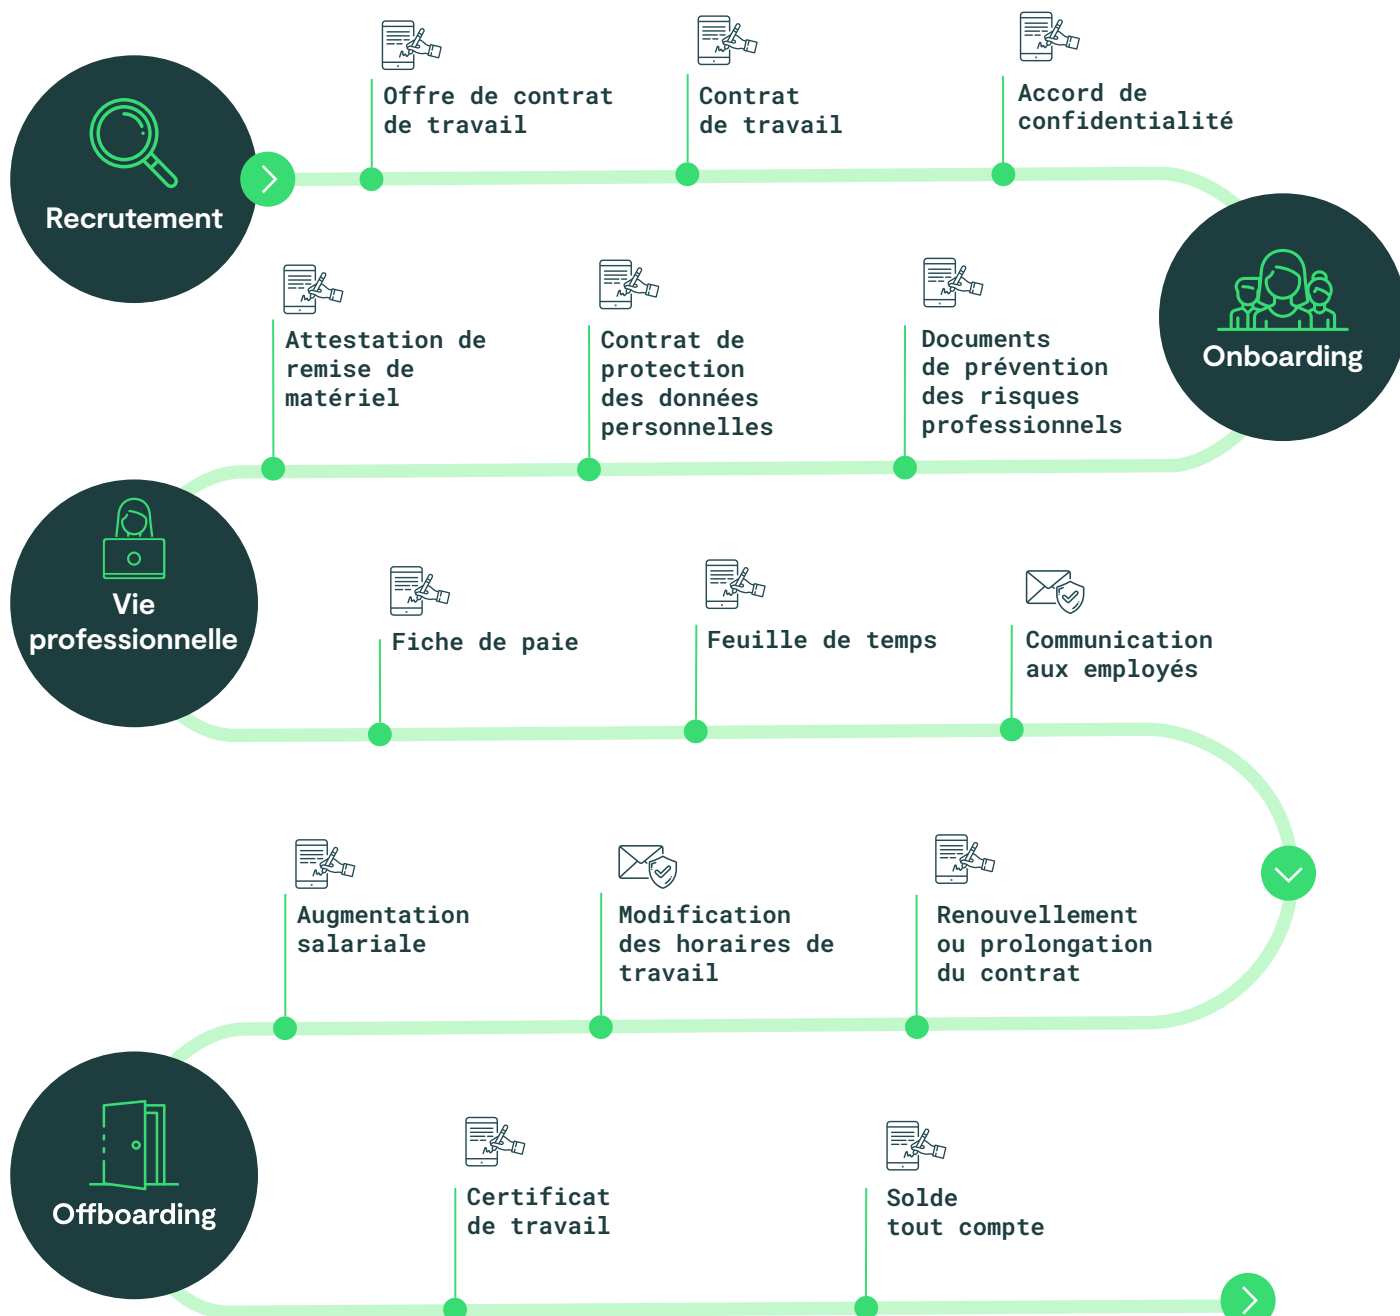 Recrutement
Offre de contrat
de travail
Contrat
de travail
Accord de
confidentialité
Onboarding
Documents
de prévention
des risques
professionnels
Contrat de
protection
des données
personnelles
Attestation de
remise de
matériel
Vie
professionnelle
Fiche de paie
Feuille de temps
Communication
aux employés
Renouvellement
ou prolongation
du contrat
Modification
des horaires de
travail
Augmentation
salariale
Offboarding
Certificat
de travail
Solde
tout compte